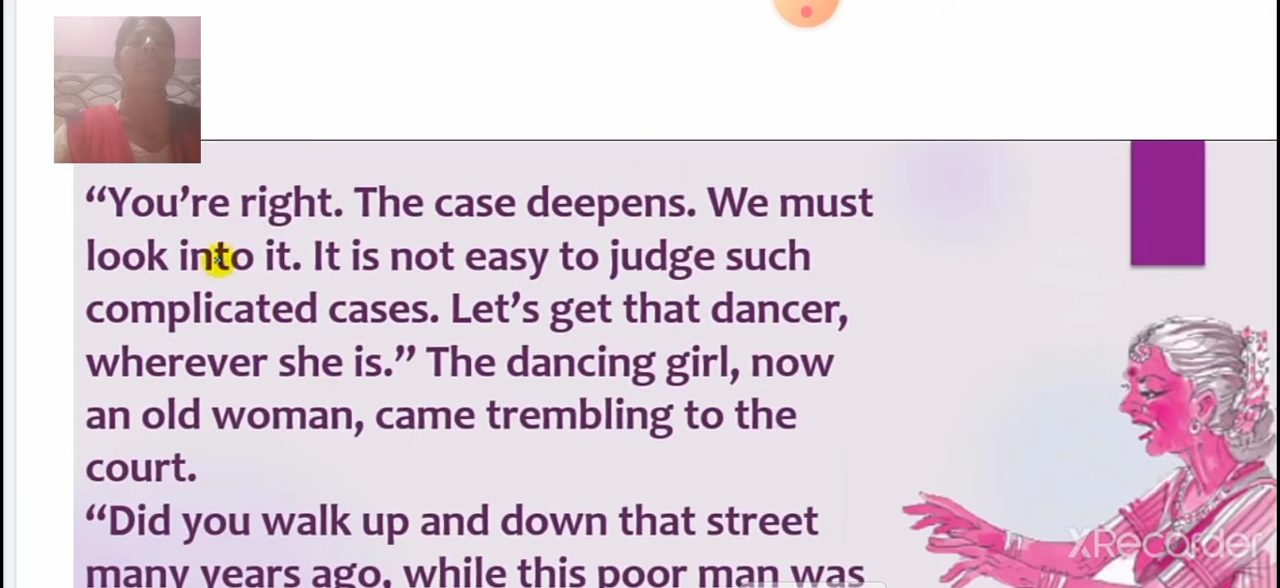 “You’re right. The case deepens. We must
look into it. It is not easy to judge such
complicated cases. Let’s get that dancer,
wherever she is.” The dancing girl, now
an old woman, came trembling to the
court.
“Did you walk up and down that street
many years ago, while this poor man was
XRecorder